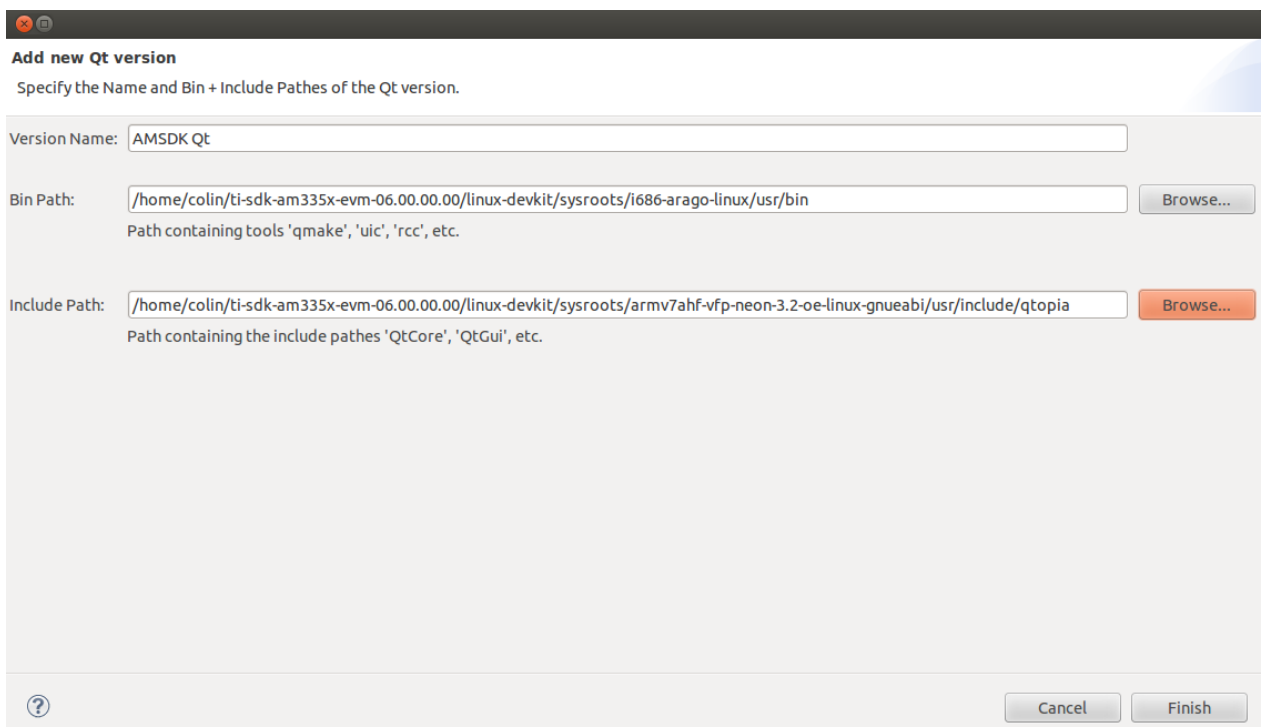 Add new Qt version
Specify the Name and Bin + Include Pathes of the Qt version.
Version Name: AMSDK Qt
Bin Path: /home/colin/ti-sdk-am335x-evm-06.00.00.00/linux-devkit/sysroots/i686-arago-linux/usr/bin Browse...
Path containing tools 'qmake', 'uic', 'rcc', etc.
Include Path: /home/colin/ti-sdk-am335x-evm-06.00.00.00/linux-devkit/sysroots/armv7ahf-vfp-neon-3.2-oe-linux-gnueabi/usr/include/qtopia Browse...
Path containing the include pathes 'QtCore', 'QtGui', etc.
? Cancel Finish